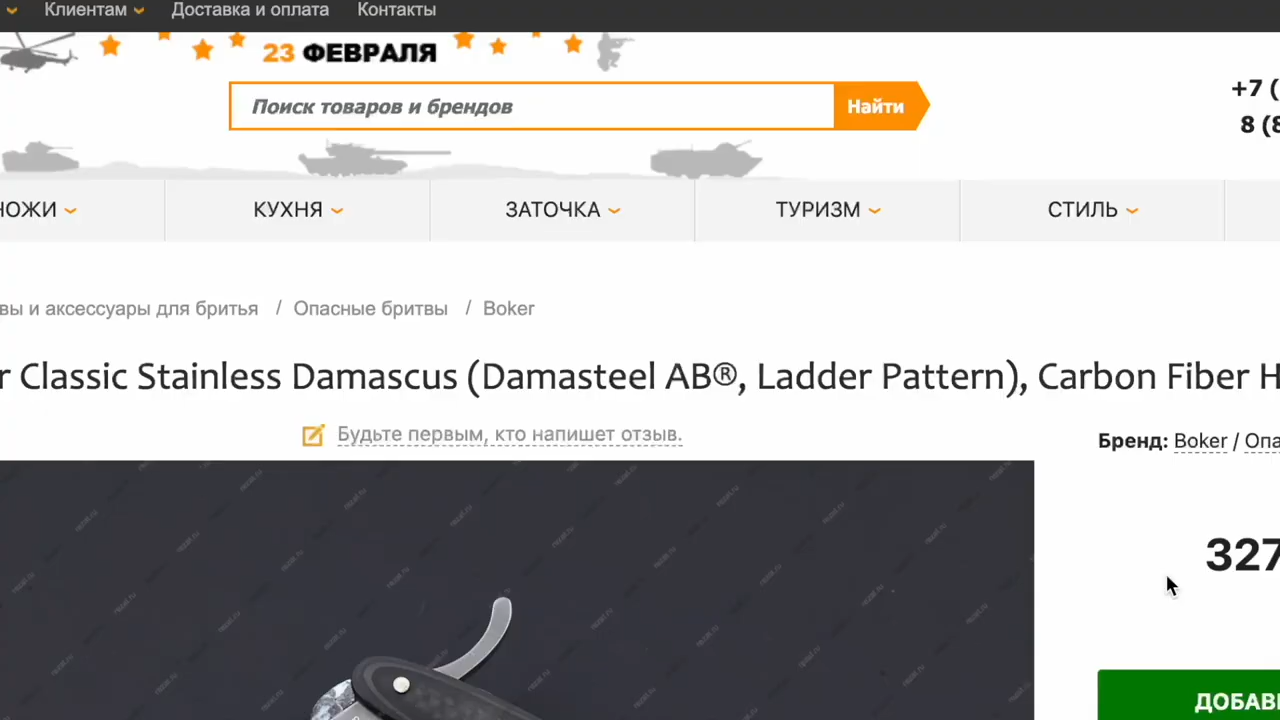 Клиентам Доставка и оплата Контакты
23 ФЕВРАЛЯ
Поиск товаров и брендов Найти
+7 (
8 (8
НОЖИ КУХНЯ ЗАТОЧКА ТУРИЗМ СТИЛЬ
вы и аксессуары для бритья / Опасные бритвы / Boker
r Classic Stainless Damascus (Damasteel AB®, Ladder Pattern), Carbon Fiber H
Будьте первым, кто напишет отзыв.
Бренд: Boker / Опа
327
ДОБАВИ